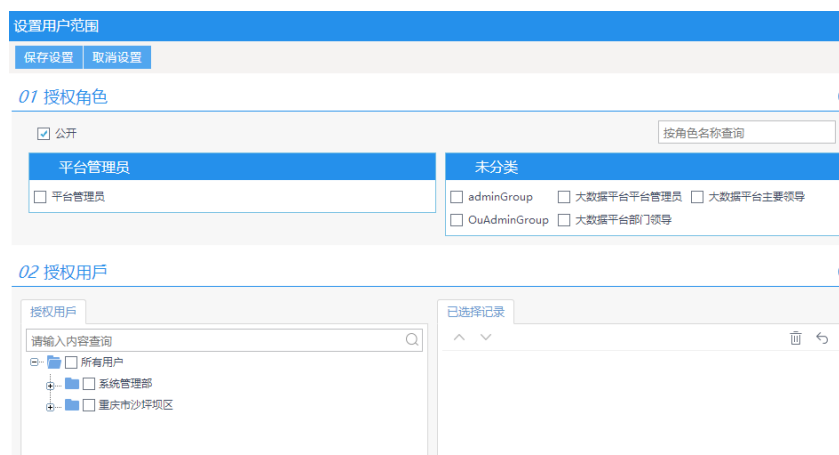 设置用户范围
保存设置 取消设置
01 授权角色
公开 按角色名称查询
平台管理员 未分类
平台管理员 adminGroup 大数据平台平台管理员 大数据平台主要领导
OuAdminGroup 大数据平台部门领导
02 授权用戶
授权用戶 已选择记录
请输入内容查询
所有用户
系统管理部
重庆市沙坪坝区